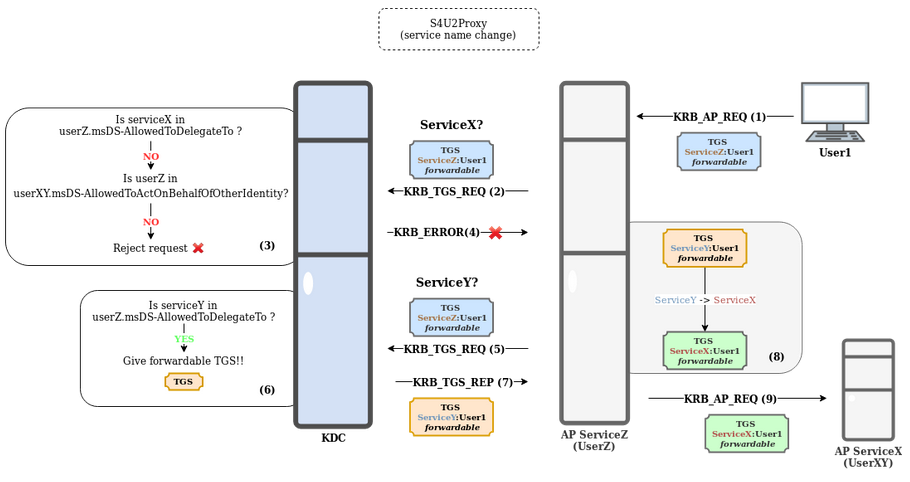 S4U2Proxy
(service name change)
Is serviceX in
userZ.msDS-AllowedToDelegateTo ?
NO
Is userZ in
userXY.msDS-AllowedToActOnBehalfOfOtherIdentity?
NO
Reject request
(3)
Is serviceY in
userZ.msDS-AllowedToDelegateTo ?
YES
Give forwardable TGS!!
TGS
(6)
KDC
ServiceX?
TGS
ServiceZ:User1
forwardable
KRB_TGS_REQ (2)
KRB_ERROR(4)
ServiceY?
TGS
ServiceZ:User1
forwardable
KRB_TGS_REQ (5)
KRB_TGS_REP (7)
TGS
ServiceY:User1
forwardable
AP ServiceZ
(UserZ)
KRB_AP_REQ (1)
TGS
ServiceZ:User1
forwardable
User1
TGS
ServiceY:User1
forwardable
ServiceY -> ServiceX
TGS
ServiceX:User1
forwardable
(8)
KRB_AP_REQ (9)
TGS
ServiceX:User1
forwardable
AP ServiceX
(UserXY)